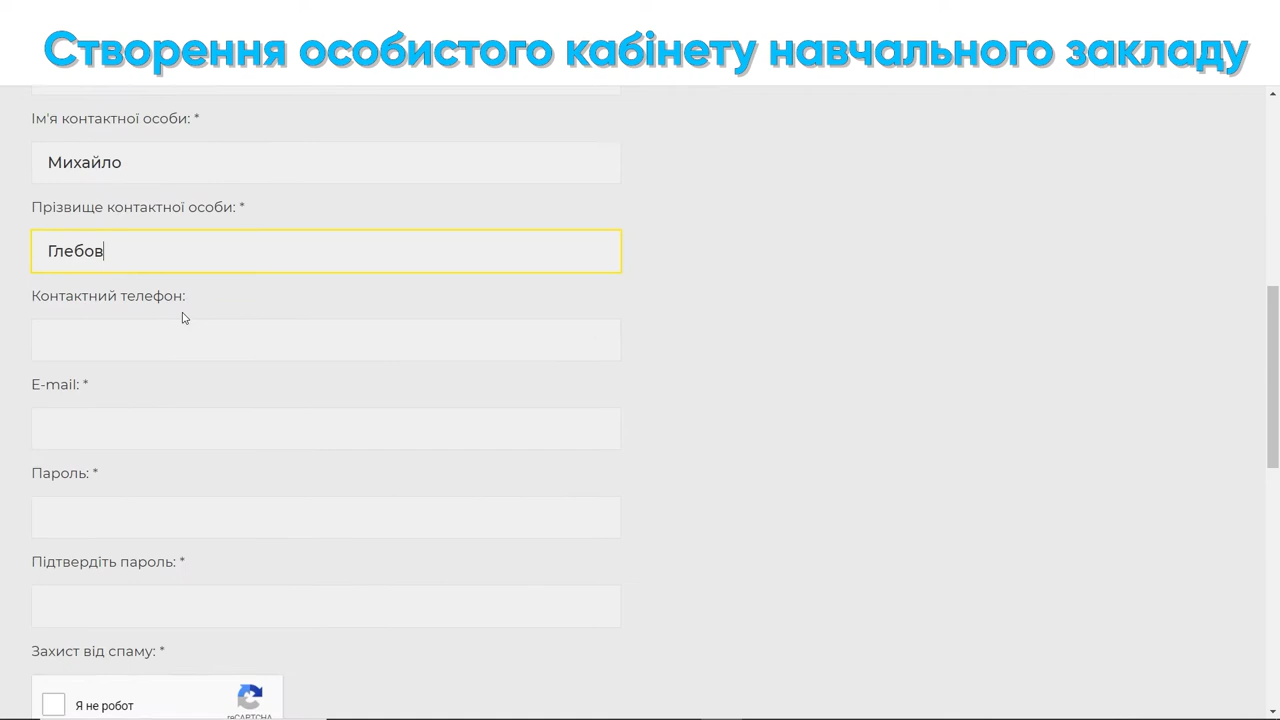 Створення особистого кабінету навчального закладу
Ім'я контактної особи: *
Михайло
Прізвище контактної особи: *
Глебов
Контактний телефон:
E-mail: *
Пароль: *
Підтвердіть пароль: *
Захист від спаму: *
Я не робот
reCAPTCHA